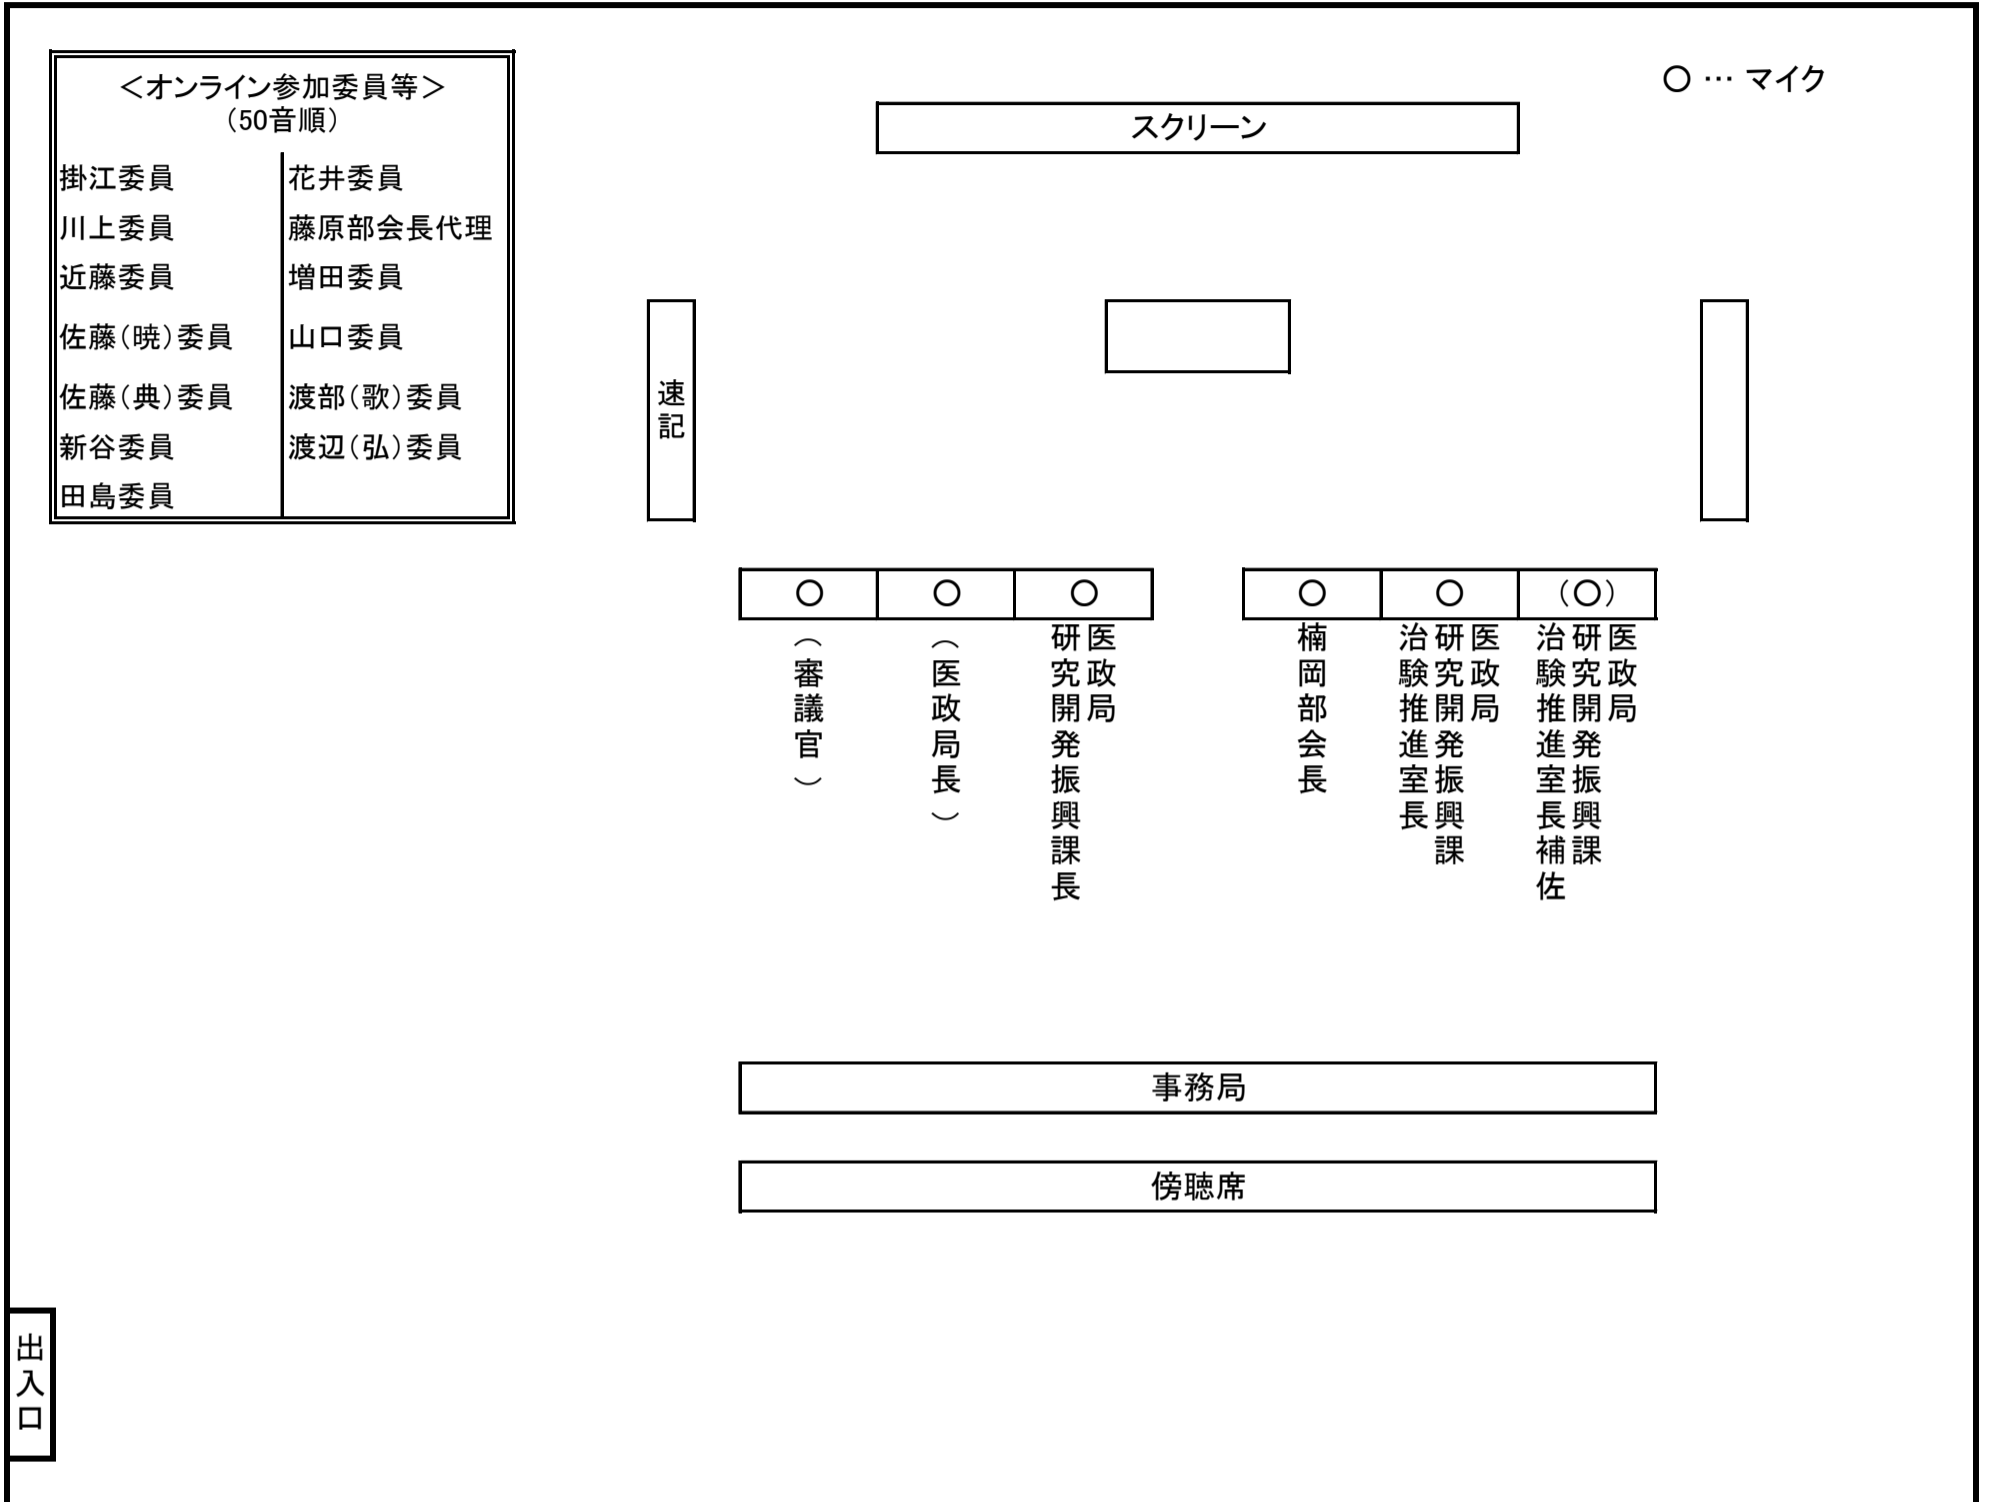 ＜オンライン参加委員等＞
（50音順）
掛江委員
川上委員
近藤委員
佐藤（暁）委員
佐藤（典）委員
新谷委員
田島委員
花井委員
藤原部会長代理
増田委員
山口委員
渡部（歌）委員
渡辺（弘）委員
○ … マイク
スクリーン
速記
○
○
○
○
○
（○）
（審議官）
（医政局長）
医政局
研究開発振興課長
楠岡部会長
医政局
研究開発振興課
治験推進室長
医政局
研究開発振興課
治験推進室長補佐
事務局
傍聴席
出入口